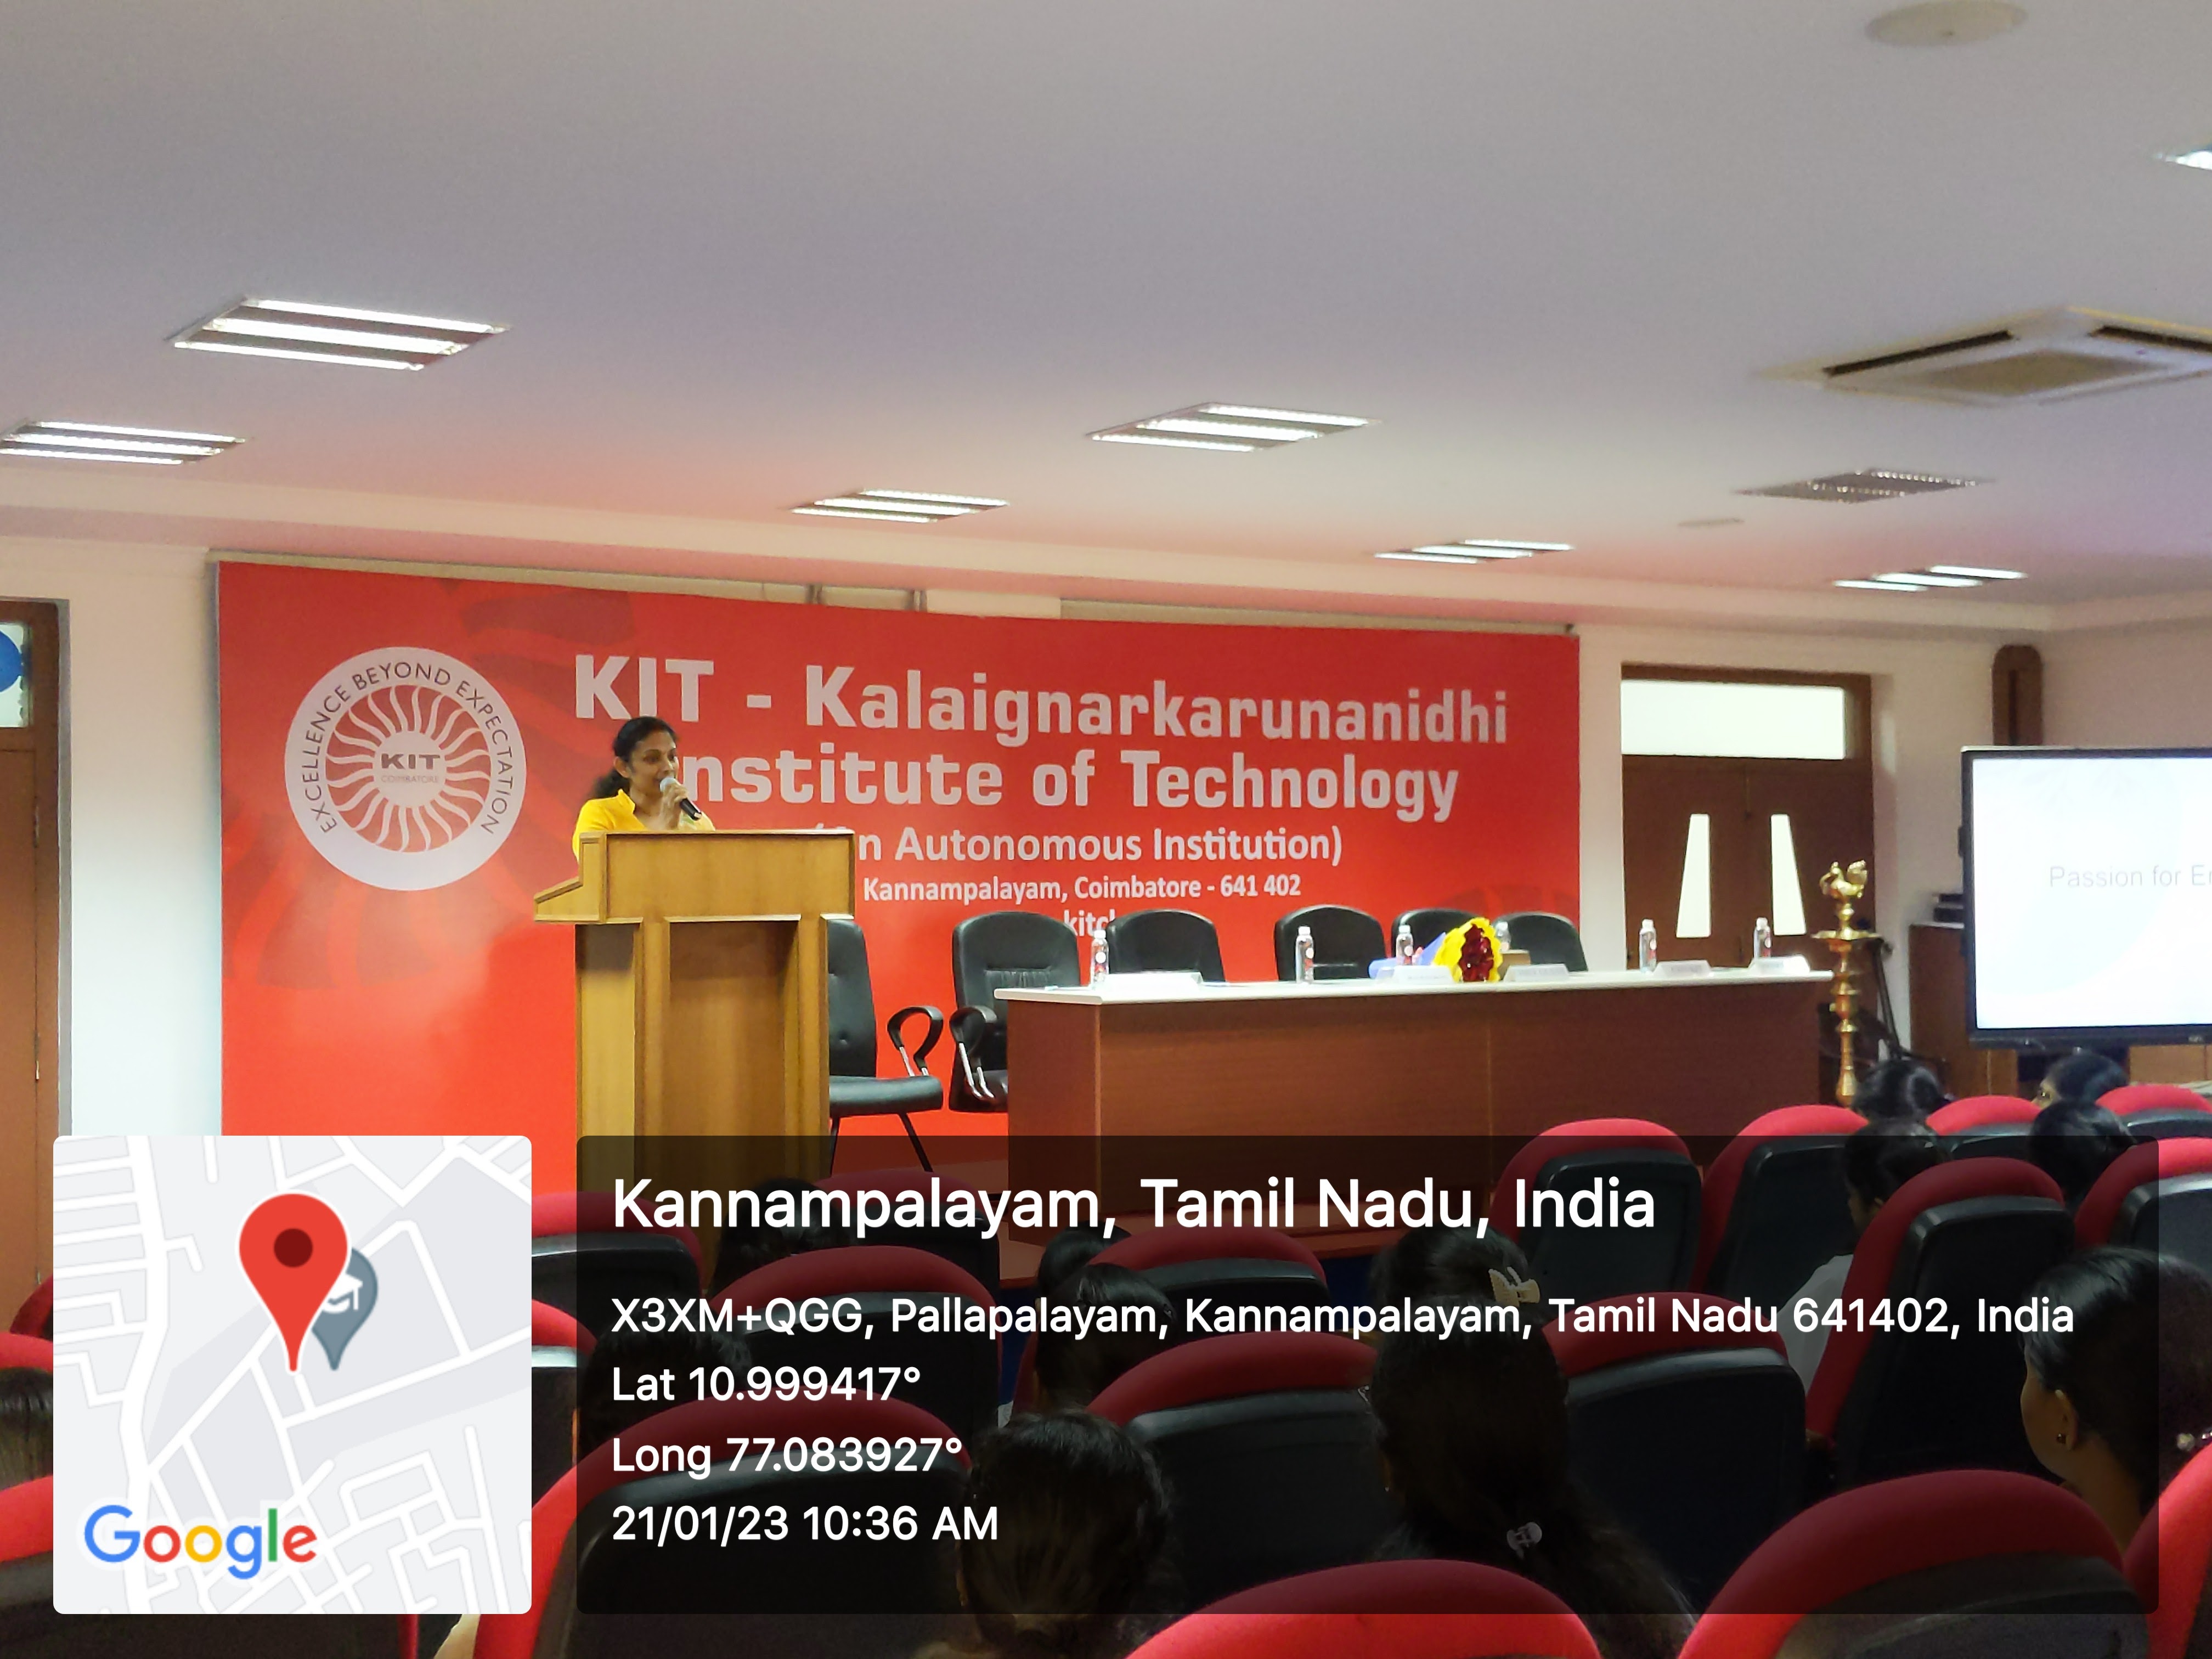 EXCELLENCE BEYOND EXPECTATION
KIT
COIMBATORE
KIT - Kalaignarkarunanidhi
nstitute of Technology
n Autonomous Institution)
Kannampalayam, Coimbatore - 641 402
Passion for
Kannampalayam, Tamil Nadu, India
X3XM+QGG, Pallapalayam, Kannampalayam, Tamil Nadu 641402, India
Lat 10.999417°
Long 77.083927°
21/01/23 10:36 AM
Google